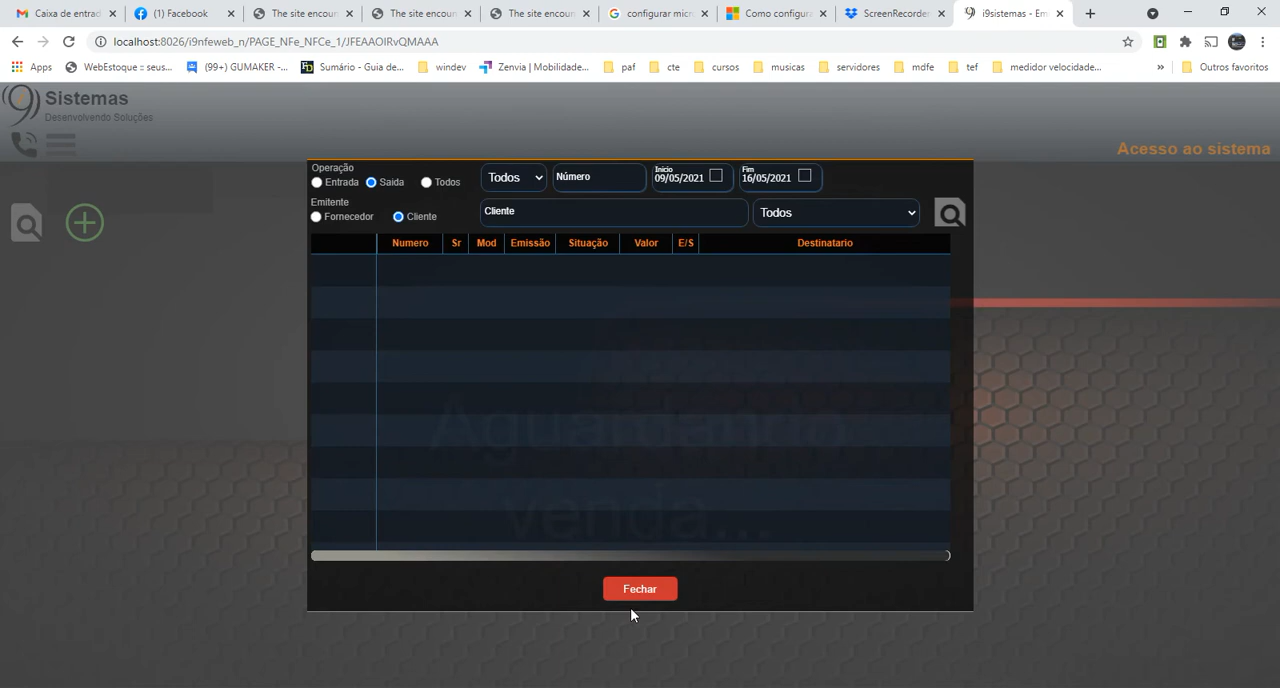 Caixa de entrad
(1) Facebook
The site encoun
The site encoun
The site encoun
configurar micr
Como configura
ScreenRecorder
i9sistemas - Em
localhost:8026/i9nfeweb_n/PAGE_NFe_NFCe_1/JFEAAOIRvQMAAA
Apps
WebEstoque :: seus...
(99+) GUMAKER -...
Sumário - Guia de...
windev
Zenvia | Mobilidade...
paf
cte
cursos
musicas
servidores
mdfe
tef
medidor velocidade...
»
Outros favoritos
Sistemas
Desenvolvendo Soluções
Acesso ao sistema
Operação
Entrada Saida Todos
Todos
Número
Inicio
09/05/2021
Fim
16/05/2021
Emitente
Fornecedor Cliente
Cliente
Todos
Numero Sr Mod Emissão Situação Valor E/S Destinatario
Aguardando
venda...
Fechar